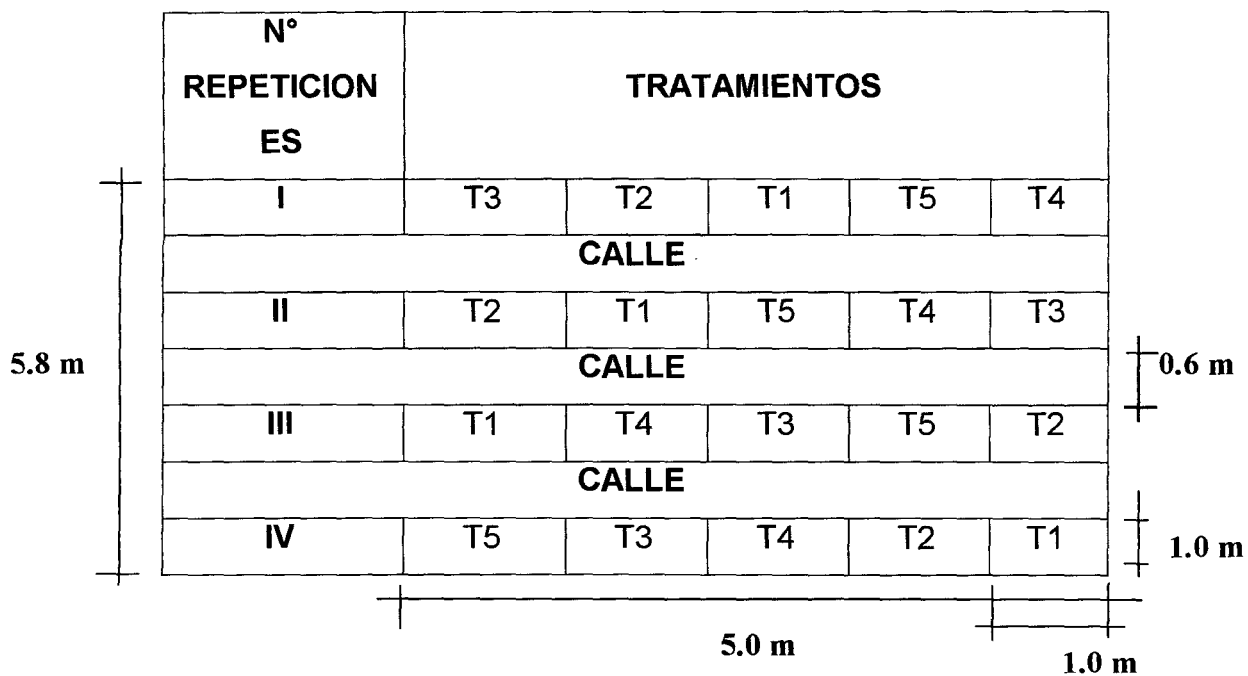 N°
REPETICION
ES
TRATAMIENTOS
I T3 T2 T1 T5 T4
CALLE
II T2 T1 T5 T4 T3
5.8 m
CALLE
0.6 m
III T1 T4 T3 T5 T2
CALLE
IV T5 T3 T4 T2 T1
1.0 m
5.0 m
1.0 m